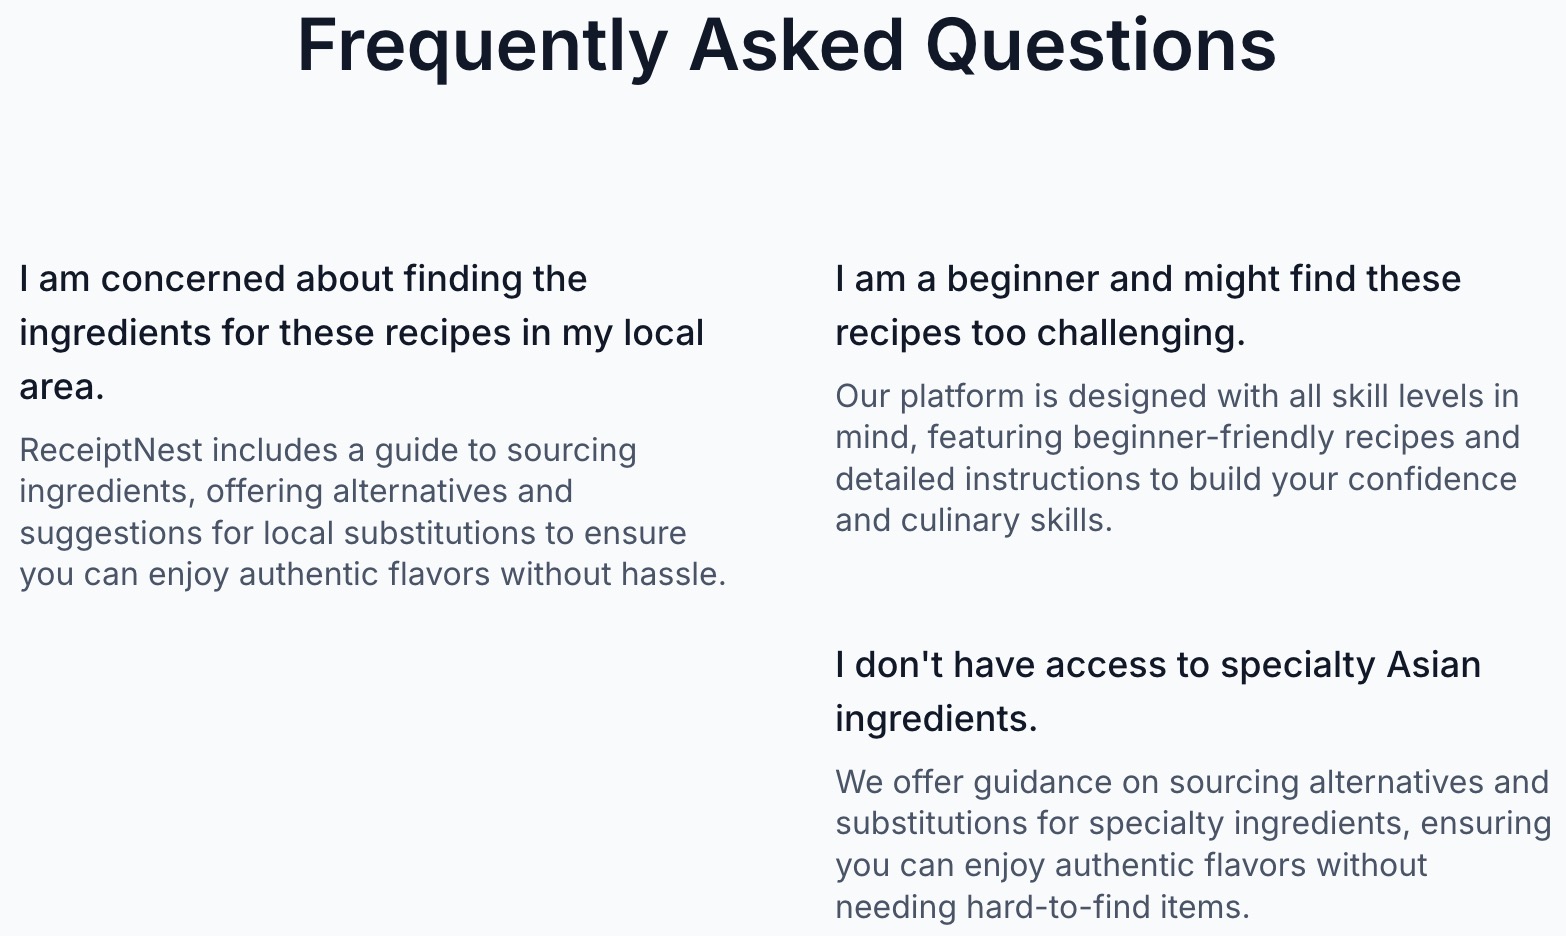 Frequently Asked Questions
I am concerned about finding the
ingredients for these recipes in my local
area.
ReceiptNest includes a guide to sourcing
ingredients, offering alternatives and
suggestions for local substitutions to ensure
you can enjoy authentic flavors without hassle.
I am a beginner and might find these
recipes too challenging.
Our platform is designed with all skill levels in
mind, featuring beginner-friendly recipes and
detailed instructions to build your confidence
and culinary skills.
I don't have access to specialty Asian
ingredients.
We offer guidance on sourcing alternatives and
substitutions for specialty ingredients, ensuring
you can enjoy authentic flavors without
needing hard-to-find items.